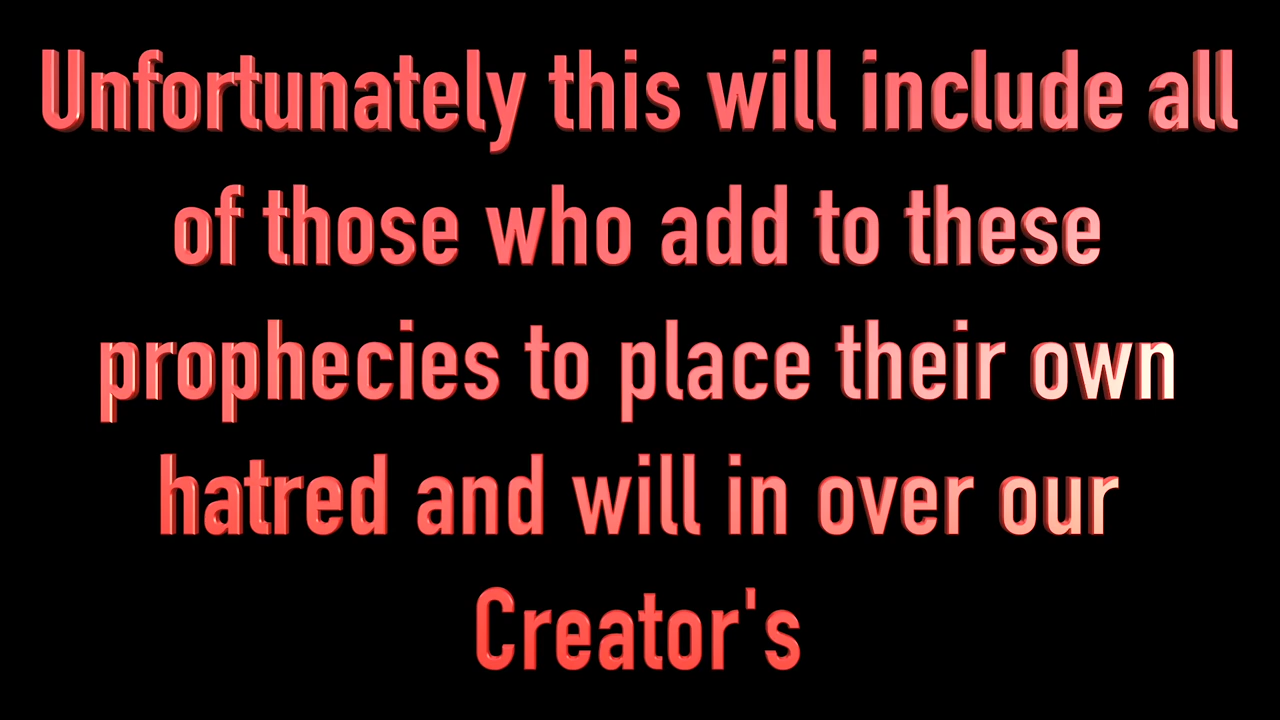 Unfortunately this will include all
of those who add to these
prophecies to place their own
hatred and will in over our
Creator's